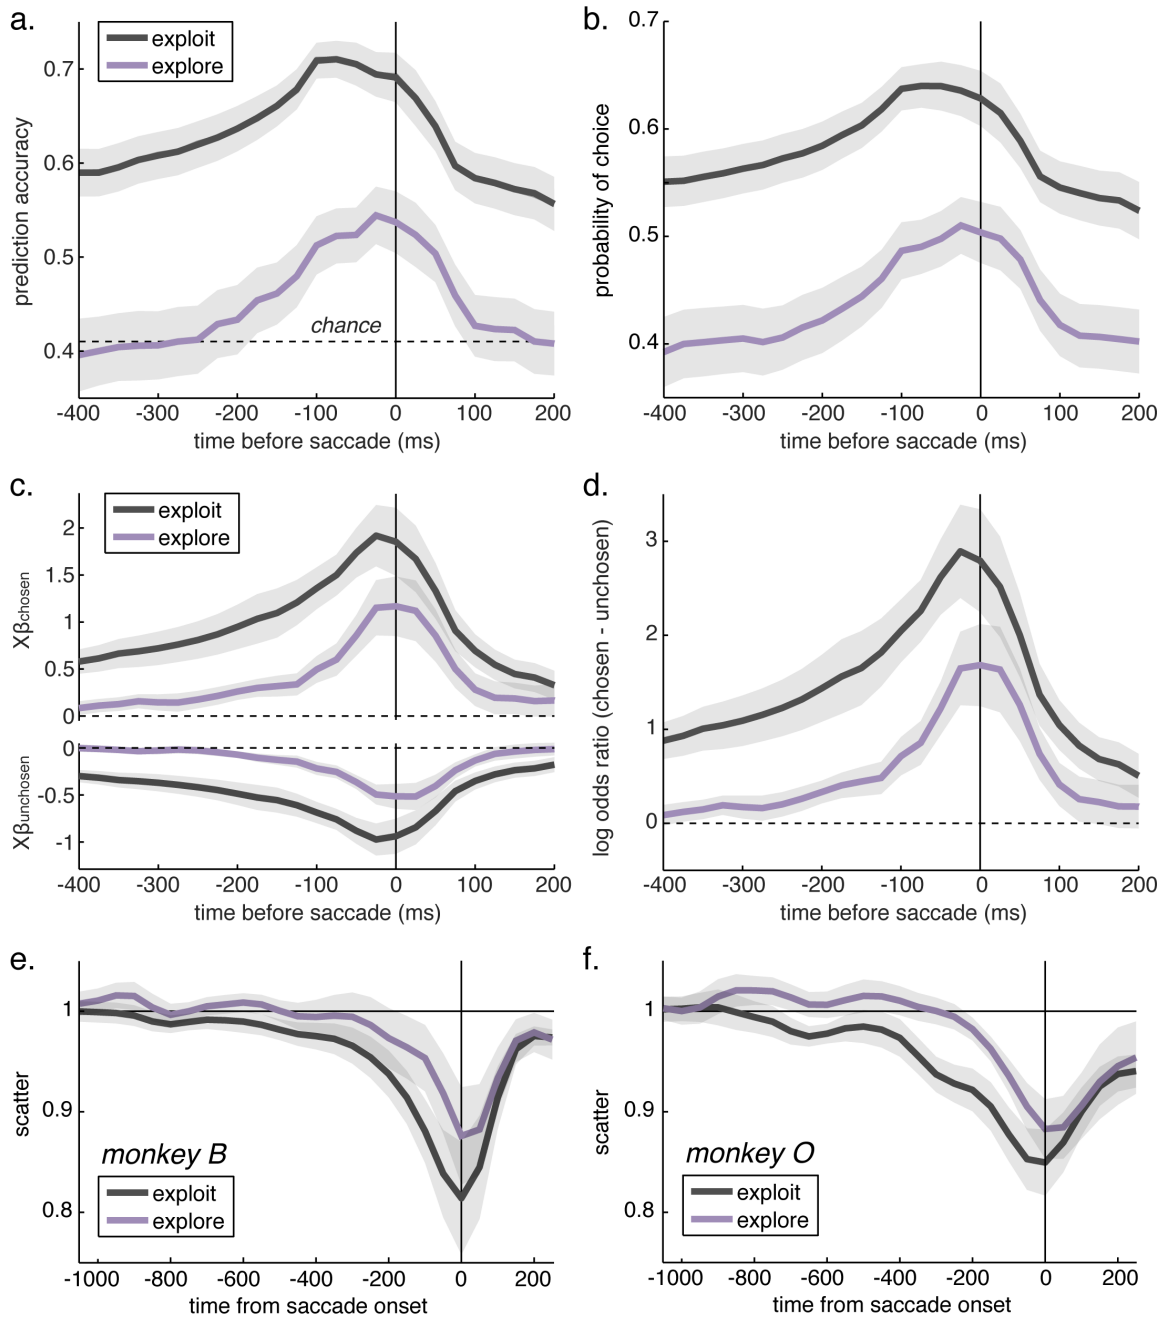 a.
exploit
explore
0.7
0.6
0.5
0.4
prediction accuracy
chance
-400 -300 -200 -100 0 100 200
time before saccade (ms)
b.
0.7
0.6
0.5
0.4
probability of choice
-400 -300 -200 -100 0 100 200
time before saccade (ms)
c.
exploit
explore
2
1.5
1
0.5
0
Xβchosen
0
-0.5
-1
Xβunchosen
-400 -300 -200 -100 0 100 200
time before saccade (ms)
d.
3
2
1
0
log odds ratio (chosen - unchosen)
-400 -300 -200 -100 0 100 200
time before saccade (ms)
e.
1
0.9
0.8
scatter
monkey B
exploit
explore
-1000 -800 -600 -400 -200 0 200
time from saccade onset
f.
1
0.9
0.8
scatter
monkey O
exploit
explore
-1000 -800 -600 -400 -200 0 200
time from saccade onset